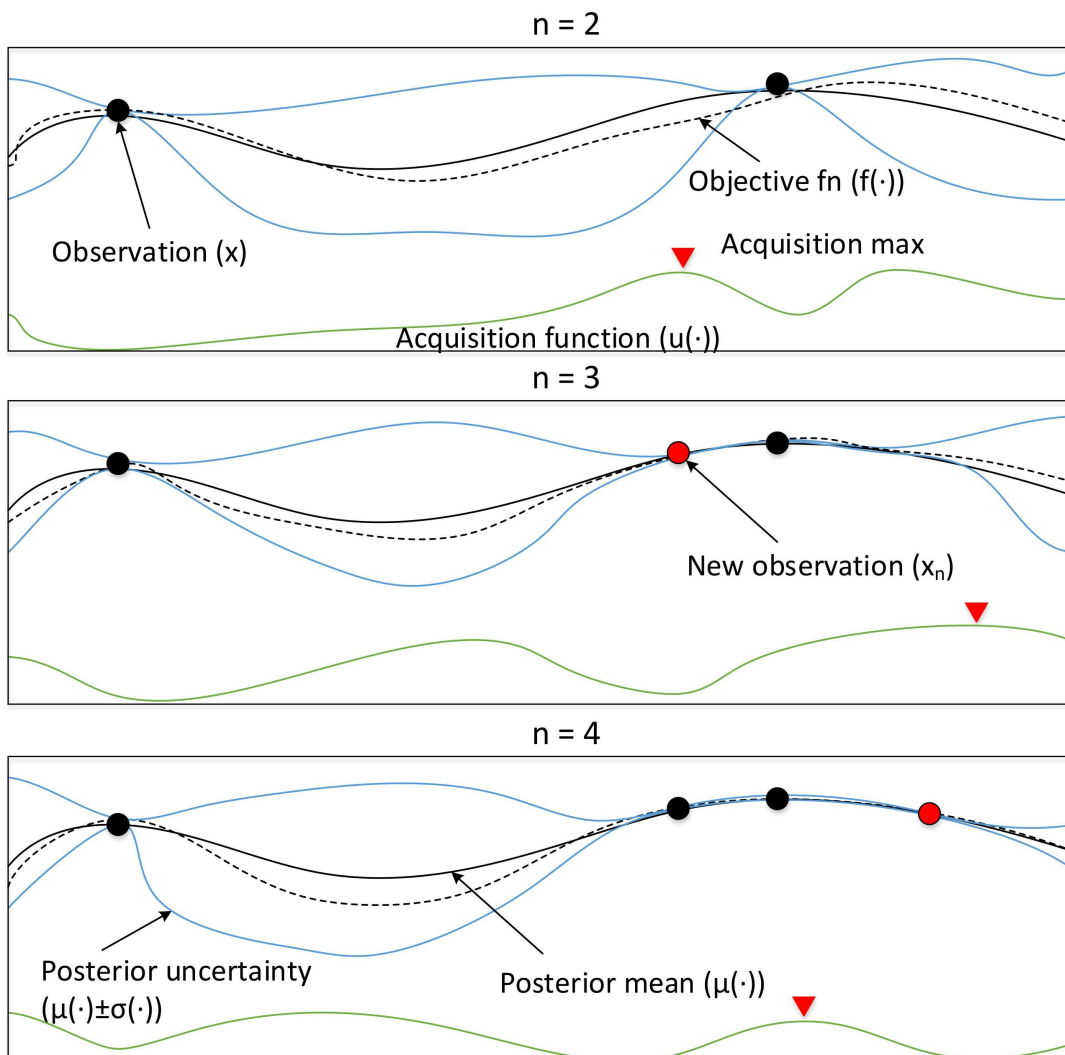 n = 2
Objective fn (f(·))
Observation (x)
Acquisition max
Acquisition function (u(·))
n = 3
New observation (xₙ)
n = 4
Posterior uncertainty
(μ(·)±σ(·))
Posterior mean (μ(·))